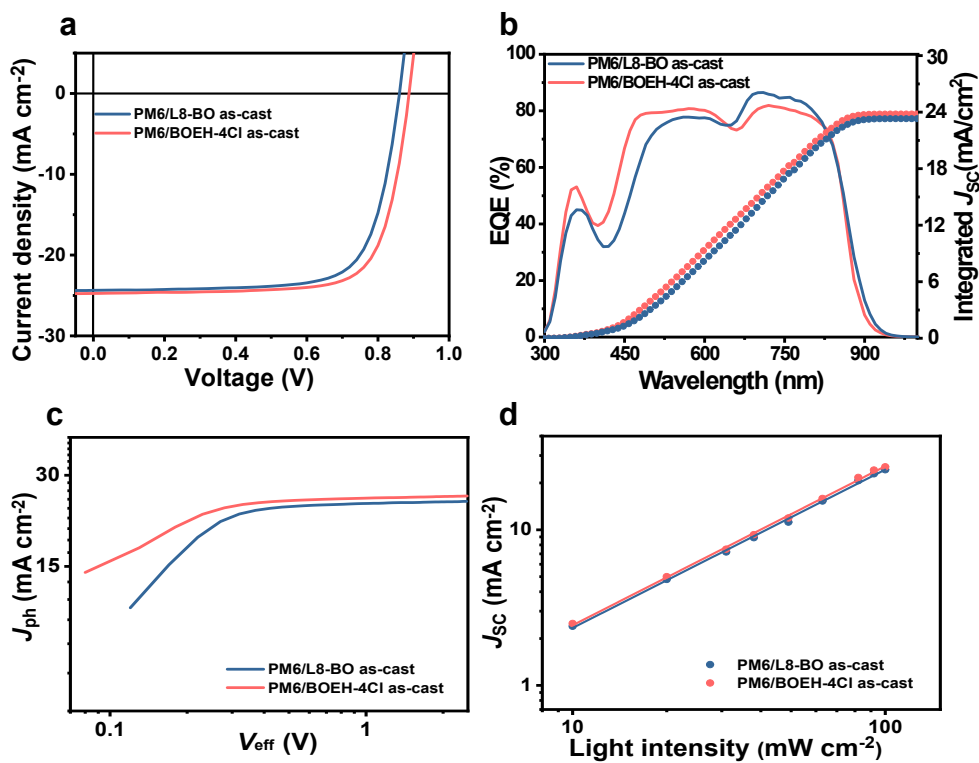 a
Current density (mA cm-2)
0
-10
-20
-30
PM6/L8-BO as-cast
PM6/BOEH-4Cl as-cast
0.0
0.2
0.4
0.6
0.8
1.0
Voltage (V)
b
EQE (%)
100
80
60
40
20
0
PM6/L8-BO as-cast
PM6/BOEH-4Cl as-cast
30
24
18
12
6
0
Integrated JSC(mA/cm2)
300
450
600
750
900
Wavelength (nm)
c
Jph (mA cm-2)
30
15
PM6/L8-BO as-cast
PM6/BOEH-4Cl as-cast
0.1
1
Veff (V)
d
JSC (mA cm-2)
10
1
PM6/L8-BO as-cast
PM6/BOEH-4Cl as-cast
10
100
Light intensity (mW cm-2)